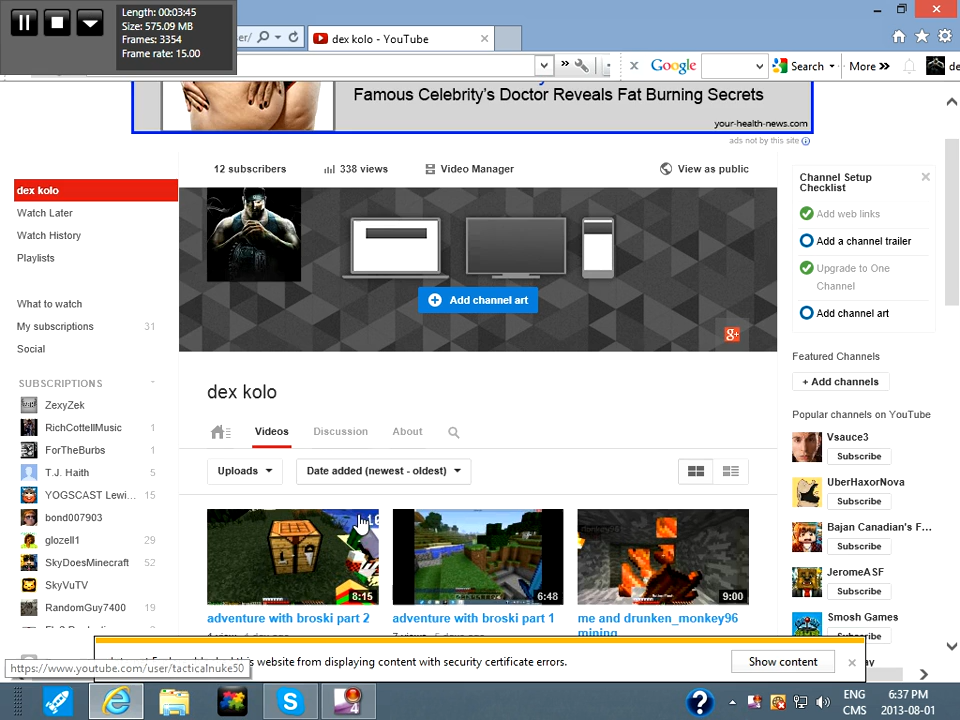 Length: 00:03:45
Size: 575.09 MB
Frames: 3354
Frame rate: 15.00
er/
dex kolo - YouTube
Google
Search
More
de
Famous Celebrity's Doctor Reveals Fat Burning Secrets
your-health-news.com
ads not by this site
12 subscribers
338 views
Video Manager
View as public
dex kolo
Watch Later
Watch History
Playlists
What to watch
My subscriptions 31
Social
SUBSCRIPTIONS
ZexyZek
RichCottellMusic 1
ForTheBurbs 1
T.J. Haith 5
YOGSCAST Lewi... 15
bond007903
glozell1 29
SkyDoesMinecraft 52
SkyVuTV
RandomGuy7400 19
Add channel art
g+
dex kolo
Videos
Discussion
About
Uploads
Date added (newest - oldest)
8:15
6:48
9:00
adventure with broski part 2
adventure with broski part 1
me and drunken_monkey96
mining
Channel Setup
Checklist
Add web links
Add a channel trailer
Upgrade to One
Channel
Add channel art
Featured Channels
+ Add channels
Popular channels on YouTube
Vsauce3
Subscribe
UberHaxorNova
Subscribe
Bajan Canadian's F...
Subscribe
JeromeASF
Subscribe
Smosh Games
Subscribe
this website from displaying content with security certificate errors.
Show content
https://www.youtube.com/user/tacticalnuke50
4
ENG
CMS
6:37 PM
2013-08-01